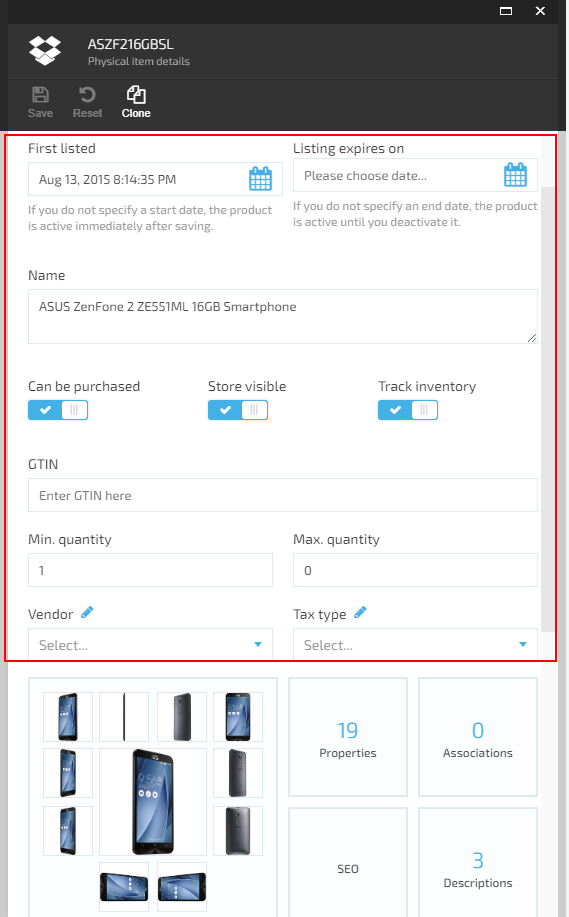 ASZF216GBSL
Physical item details
Save Reset Clone
First listed Listing expires on
Aug 13, 2015 8:14:35 PM Please choose date...
If you do not specify a start date, the product
is active immediately after saving.
If you do not specify an end date, the product
is active until you deactivate it.
Name
ASUS ZenFone 2 ZE551ML 16GB Smartphone
Can be purchased Store visible Track inventory
GTIN
Enter GTIN here
Min. quantity Max. quantity
1 0
Vendor Tax type
Select... Select...
9:56
19 0
Properties Associations
SEO
3
Descriptions